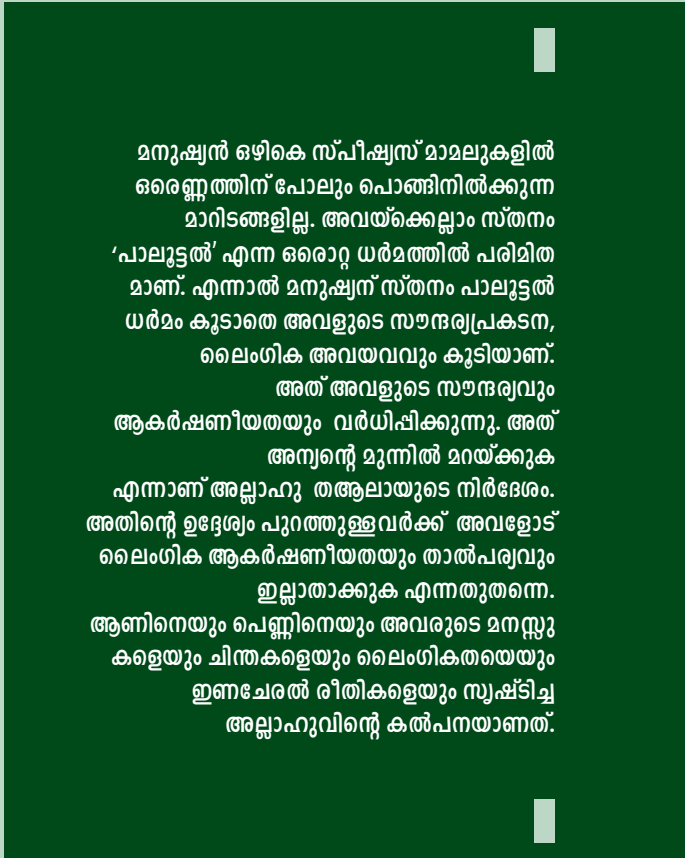 മനുഷ്യൻ ഒഴികെ സ്പീഷ്യസ് മാമലുകളിൽ
ഒരെണ്ണത്തിന് പോലും പൊങ്ങിനിൽക്കുന്ന
മാറിടങ്ങളില്ല. അവയ്ക്കെല്ലാം സ്തനം
‘പാലൂട്ടൽ’ എന്ന ഒരൊറ്റ ധർമത്തിൽ പരിമിത
മാണ്. എന്നാൽ മനുഷ്യന് സ്തനം പാലൂട്ടൽ
ധർമം കൂടാതെ അവളുടെ സൗന്ദര്യപ്രകടന,
ലൈംഗിക അവയവവും കൂടിയാണ്.
അത് അവളുടെ സൗന്ദര്യവും
ആകർഷണീയതയും വർധിപ്പിക്കുന്നു. അത്
അന്യന്റെ മുന്നിൽ മറയ്ക്കുക
എന്നാണ് അല്ലാഹു തആലായുടെ നിർദേശം.
അതിന്റെ ഉദ്ദേശ്യം പുറത്തുള്ളവർക്ക് അവളോട്
ലൈംഗിക ആകർഷണീയതയും താൽപര്യവും
ഇല്ലാതാക്കുക എന്നതുതന്നെ.
ആണിനെയും പെണ്ണിനെയും അവരുടെ മനസ്സു
കളെയും ചിന്തകളെയും ലൈംഗികതയെയും
ഇണചേരൽ രീതികളെയും സൃഷ്ടിച്ച
അല്ലാഹുവിന്റെ കൽപനയാണത്.